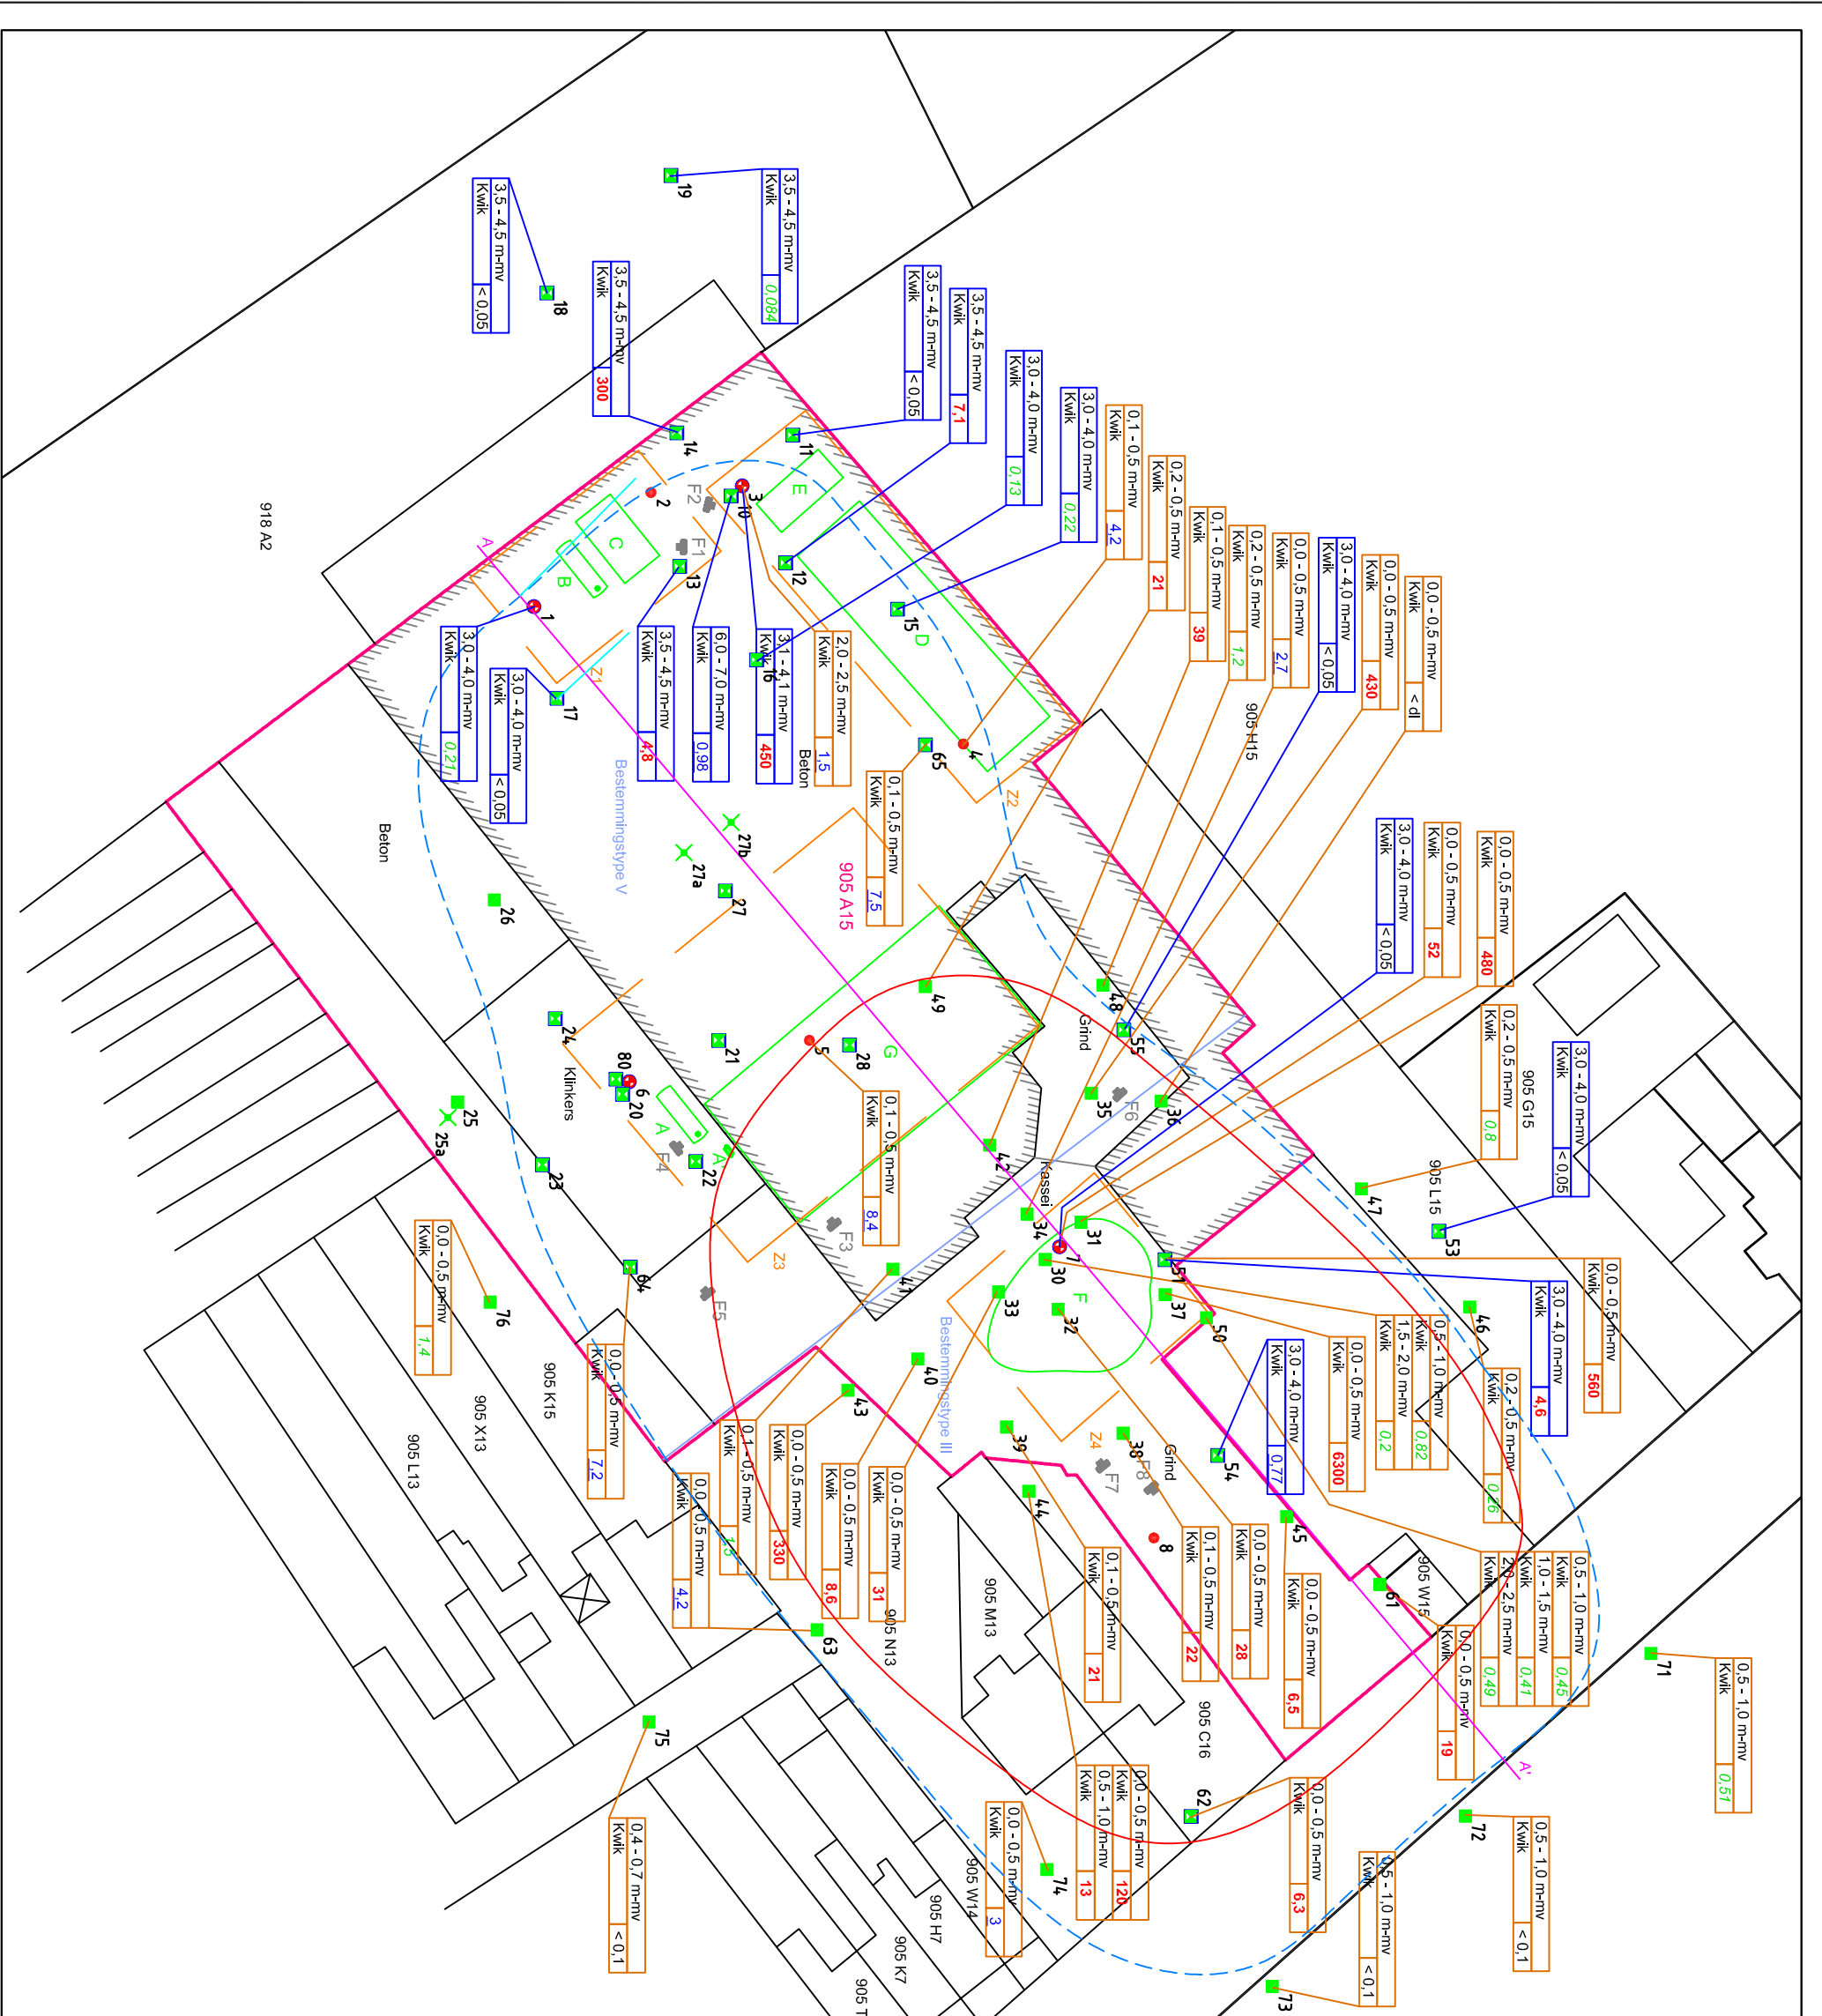 19
3,5 - 4,5 m-mv
Kwik
0,084
3,5 - 4,5 m-mv
Kwik
< 0,05
18
3,5 - 4,5 m-mv
Kwik
300
14
3,5 - 4,5 m-mv
Kwik
< 0,05
11
3,5 - 4,5 m-mv
Kwik
7,1
12
3,0 - 4,0 m-mv
Kwik
0,13
16
3,0 - 4,0 m-mv
Kwik
0,22
15
0,1 - 0,5 m-mv
Kwik
4,2
4
0,2 - 0,5 m-mv
Kwik
21
49
0,1 - 0,5 m-mv
Kwik
39
42
0,2 - 0,5 m-mv
Kwik
1,2
34
0,0 - 0,5 m-mv
Kwik
2,7
48
3,0 - 4,0 m-mv
Kwik
< 0,05
55
0,0 - 0,5 m-mv
Kwik
430
35
0,0 - 0,5 m-mv
Kwik
< dl
36
905 H15
918 A2
2
F2
3
10
E
F1
13
C
B
A
1
D
Z1
17
3,0 - 4,0 m-mv
Kwik
0,21
3,0 - 4,0 m-mv
Kwik
< 0,05
3,5 - 4,5 m-mv
Kwik
4,8
6,0 - 7,0 m-mv
Kwik
0,98
3,1 - 4,1 m-mv
Kwik
450
2,0 - 2,5 m-mv
Kwik
1,5
Beton
Bestemmingstype V
Beton
65
0,1 - 0,5 m-mv
Kwik
7,5
Z2
27b
27a
27
905 A15
26
24
21
28
5
G
Grind
0,1 - 0,5 m-mv
Kwik
8,4
80
6
20
Klinkers
A
F4
22
A'
25
25a
23
F3
Z3
F5
64
41
F6
Kassei
31
7
30
32
33
F
51
37
50
3,0 - 4,0 m-mv
Kwik
< 0,05
0,0 - 0,5 m-mv
Kwik
52
0,0 - 0,5 m-mv
Kwik
480
0,2 - 0,5 m-mv
Kwik
0,8
47
905 G15
905 L15
3,0 - 4,0 m-mv
Kwik
< 0,05
53
46
0,0 - 0,5 m-mv
Kwik
560
3,0 - 4,0 m-mv
Kwik
4,6
0,5 - 1,0 m-mv
Kwik
0,82
1,5 - 2,0 m-mv
Kwik
0,2
0,2 - 0,5 m-mv
Kwik
0,26
0,0 - 0,5 m-mv
Kwik
6300
3,0 - 4,0 m-mv
Kwik
0,77
54
Bestemmingstype III
40
43
39
Z4
38
F7
F8
Grind
44
8
45
0,0 - 0,5 m-mv
Kwik
1,4
76
905 K15
905 X13
905 L13
0,0 - 0,5 m-mv
Kwik
7,2
0,0 - 0,5 m-mv
Kwik
4,2
63
0,1 - 0,5 m-mv
Kwik
1,5
0,0 - 0,5 m-mv
Kwik
330
0,0 - 0,5 m-mv
Kwik
8,6
0,0 - 0,5 m-mv
Kwik
31
905 N13
905 M13
0,1 - 0,5 m-mv
Kwik
21
0,1 - 0,5 m-mv
Kwik
22
0,0 - 0,5 m-mv
Kwik
28
0,0 - 0,5 m-mv
Kwik
6,5
61
905 W15
0,5 - 1,0 m-mv
Kwik
0,45
1,0 - 1,5 m-mv
Kwik
0,41
2,0 - 2,5 m-mv
Kwik
0,49
0,0 - 0,5 m-mv
Kwik
19
71
0,5 - 1,0 m-mv
Kwik
0,51
A'
72
0,5 - 1,0 m-mv
Kwik
< 0,1
905 C16
62
0,0 - 0,5 m-mv
Kwik
6,3
0,5 - 1,0 m-mv
Kwik
< 0,1
73
0,0 - 0,5 m-mv
Kwik
120
0,5 - 1,0 m-mv
Kwik
13
74
0,0 - 0,5 m-mv
Kwik
3
905 W14
905 H7
905 K7
905 T
75
0,4 - 0,7 m-mv
Kwik
< 0,1